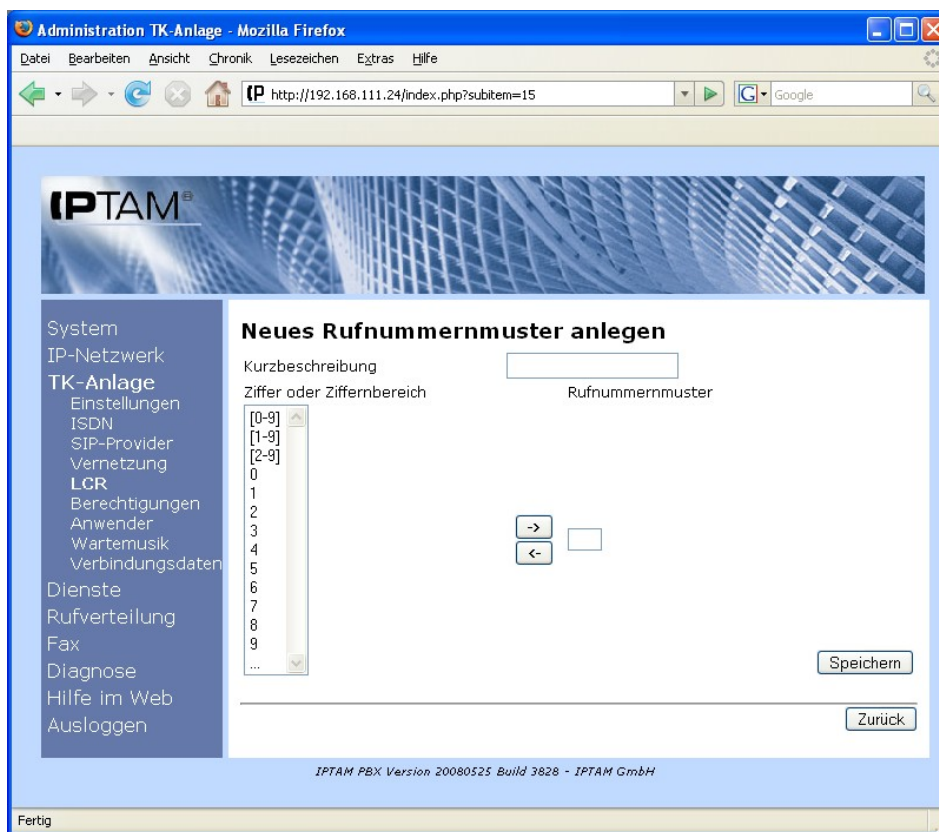 Administration TK-Anlage - Mozilla Firefox
Datei Bearbeiten Ansicht Chronik Lesezeichen Extras Hilfe
http://192.168.111.24/index.php?subitem=15
Google
IPTAM®
System
IP-Netzwerk
TK-Anlage
Einstellungen
ISDN
SIP-Provider
Vernetzung
LCR
Berechtigungen
Anwender
Wartemusik
Verbindungsdaten
Dienste
Rufverteilung
Fax
Diagnose
Hilfe im Web
Ausloggen
Neues Rufnummernmuster anlegen
Kurzbeschreibung
Ziffer oder Ziffernbereich Rufnummernmuster
[0-9]
[1-9]
[2-9]
0
1
2
3
4
5
6
7
8
9
...
->
<-
Speichern
Zurück
IPTAM PBX Version 20080525 Build 3828 - IPTAM GmbH
Fertig